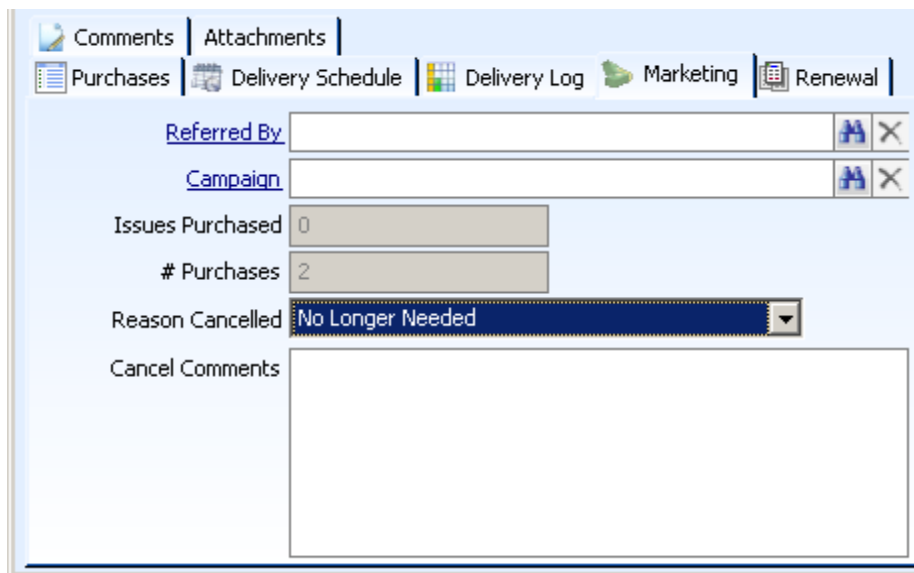 Comments Attachments
Purchases Delivery Schedule Delivery Log Marketing Renewal
Referred By
Campaign
Issues Purchased 0
# Purchases 2
Reason Cancelled No Longer Needed
Cancel Comments